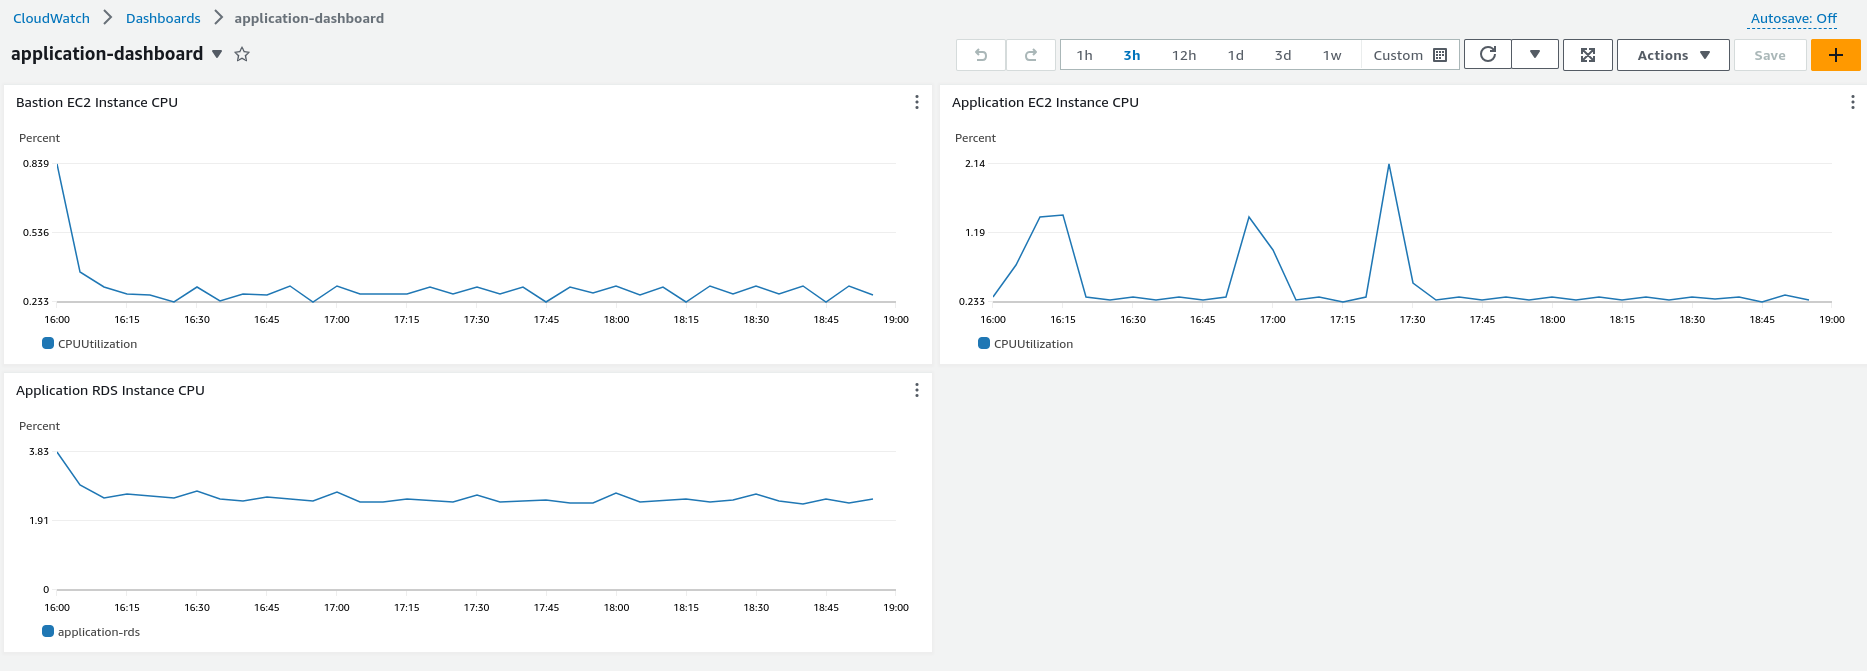 CloudWatch > Dashboards > application-dashboard
Autosave: Off
application-dashboard
1h 3h 12h 1d 3d 1w Custom Actions Save
Bastion EC2 Instance CPU
Percent
0.839
0.536
0.233
16:00 16:15 16:30 16:45 17:00 17:15 17:30 17:45 18:00 18:15 18:30 18:45 19:00
CPUUtilization
Application EC2 Instance CPU
Percent
2.14
1.19
0.233
16:00 16:15 16:30 16:45 17:00 17:15 17:30 17:45 18:00 18:15 18:30 18:45 19:00
CPUUtilization
Application RDS Instance CPU
Percent
3.83
1.91
0
16:00 16:15 16:30 16:45 17:00 17:15 17:30 17:45 18:00 18:15 18:30 18:45 19:00
application-rds